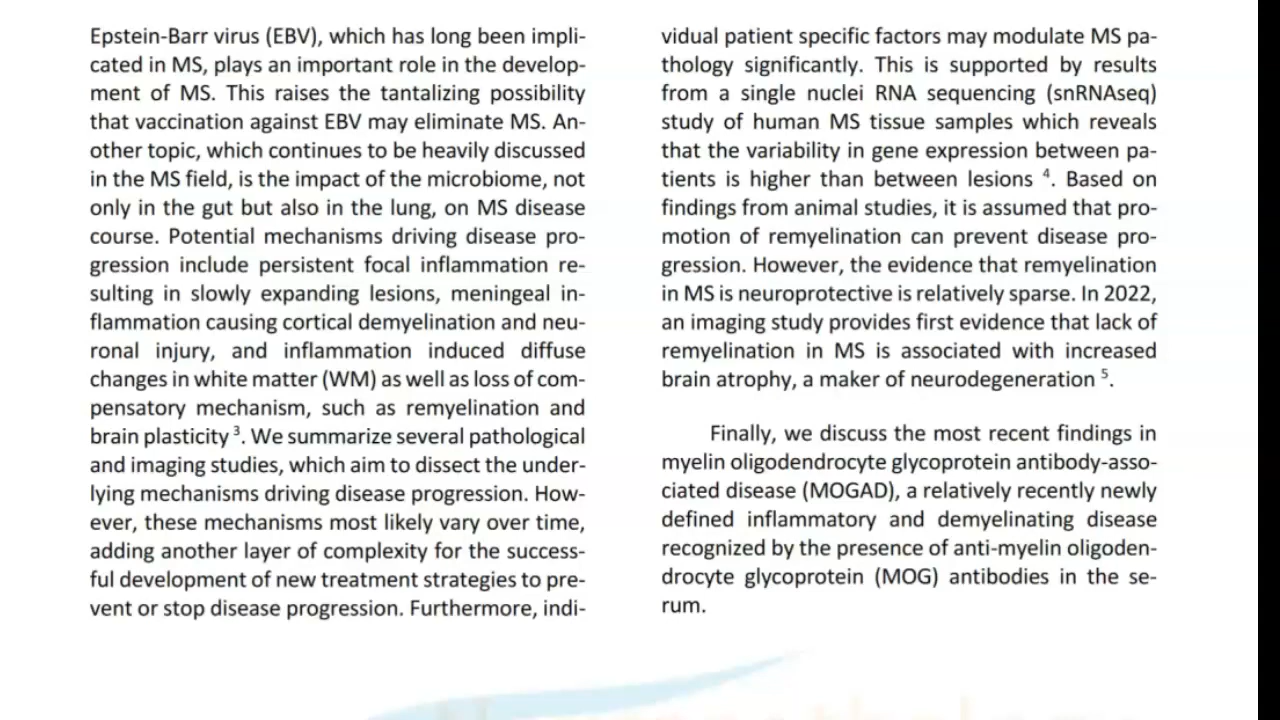 Epstein-Barr virus (EBV), which has long been impli-
cated in MS, plays an important role in the develop-
ment of MS. This raises the tantalizing possibility
that vaccination against EBV may eliminate MS. An-
other topic, which continues to be heavily discussed
in the MS field, is the impact of the microbiome, not
only in the gut but also in the lung, on MS disease
course. Potential mechanisms driving disease pro-
gression include persistent focal inflammation re-
sulting in slowly expanding lesions, meningeal in-
flammation causing cortical demyelination and neu-
ronal injury, and inflammation induced diffuse
changes in white matter (WM) as well as loss of com-
pensatory mechanism, such as remyelination and
brain plasticity ³. We summarize several pathological
and imaging studies, which aim to dissect the under-
lying mechanisms driving disease progression. How-
ever, these mechanisms most likely vary over time,
adding another layer of complexity for the success-
ful development of new treatment strategies to pre-
vent or stop disease progression. Furthermore, indi-
vidual patient specific factors may modulate MS pa-
thology significantly. This is supported by results
from a single nuclei RNA sequencing (snRNAseq)
study of human MS tissue samples which reveals
that the variability in gene expression between pa-
tients is higher than between lesions ⁴. Based on
findings from animal studies, it is assumed that pro-
motion of remyelination can prevent disease pro-
gression. However, the evidence that remyelination
in MS is neuroprotective is relatively sparse. In 2022,
an imaging study provides first evidence that lack of
remyelination in MS is associated with increased
brain atrophy, a maker of neurodegeneration ⁵.
Finally, we discuss the most recent findings in
myelin oligodendrocyte glycoprotein antibody-asso-
ciated disease (MOGAD), a relatively recently newly
defined inflammatory and demyelinating disease
recognized by the presence of anti-myelin oligoden-
drocyte glycoprotein (MOG) antibodies in the se-
rum.